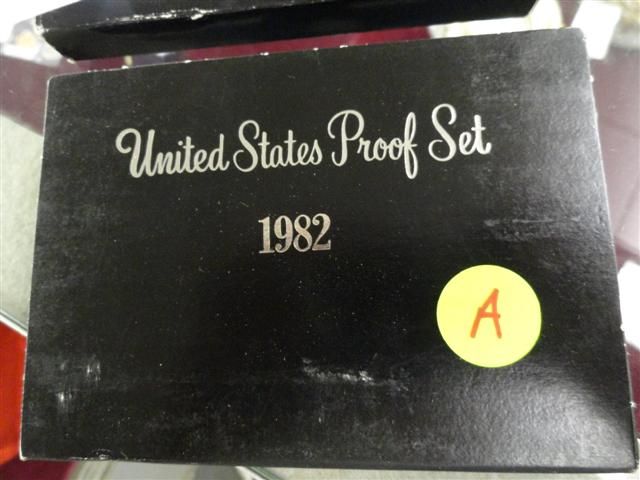 United States Proof Set
1982
A